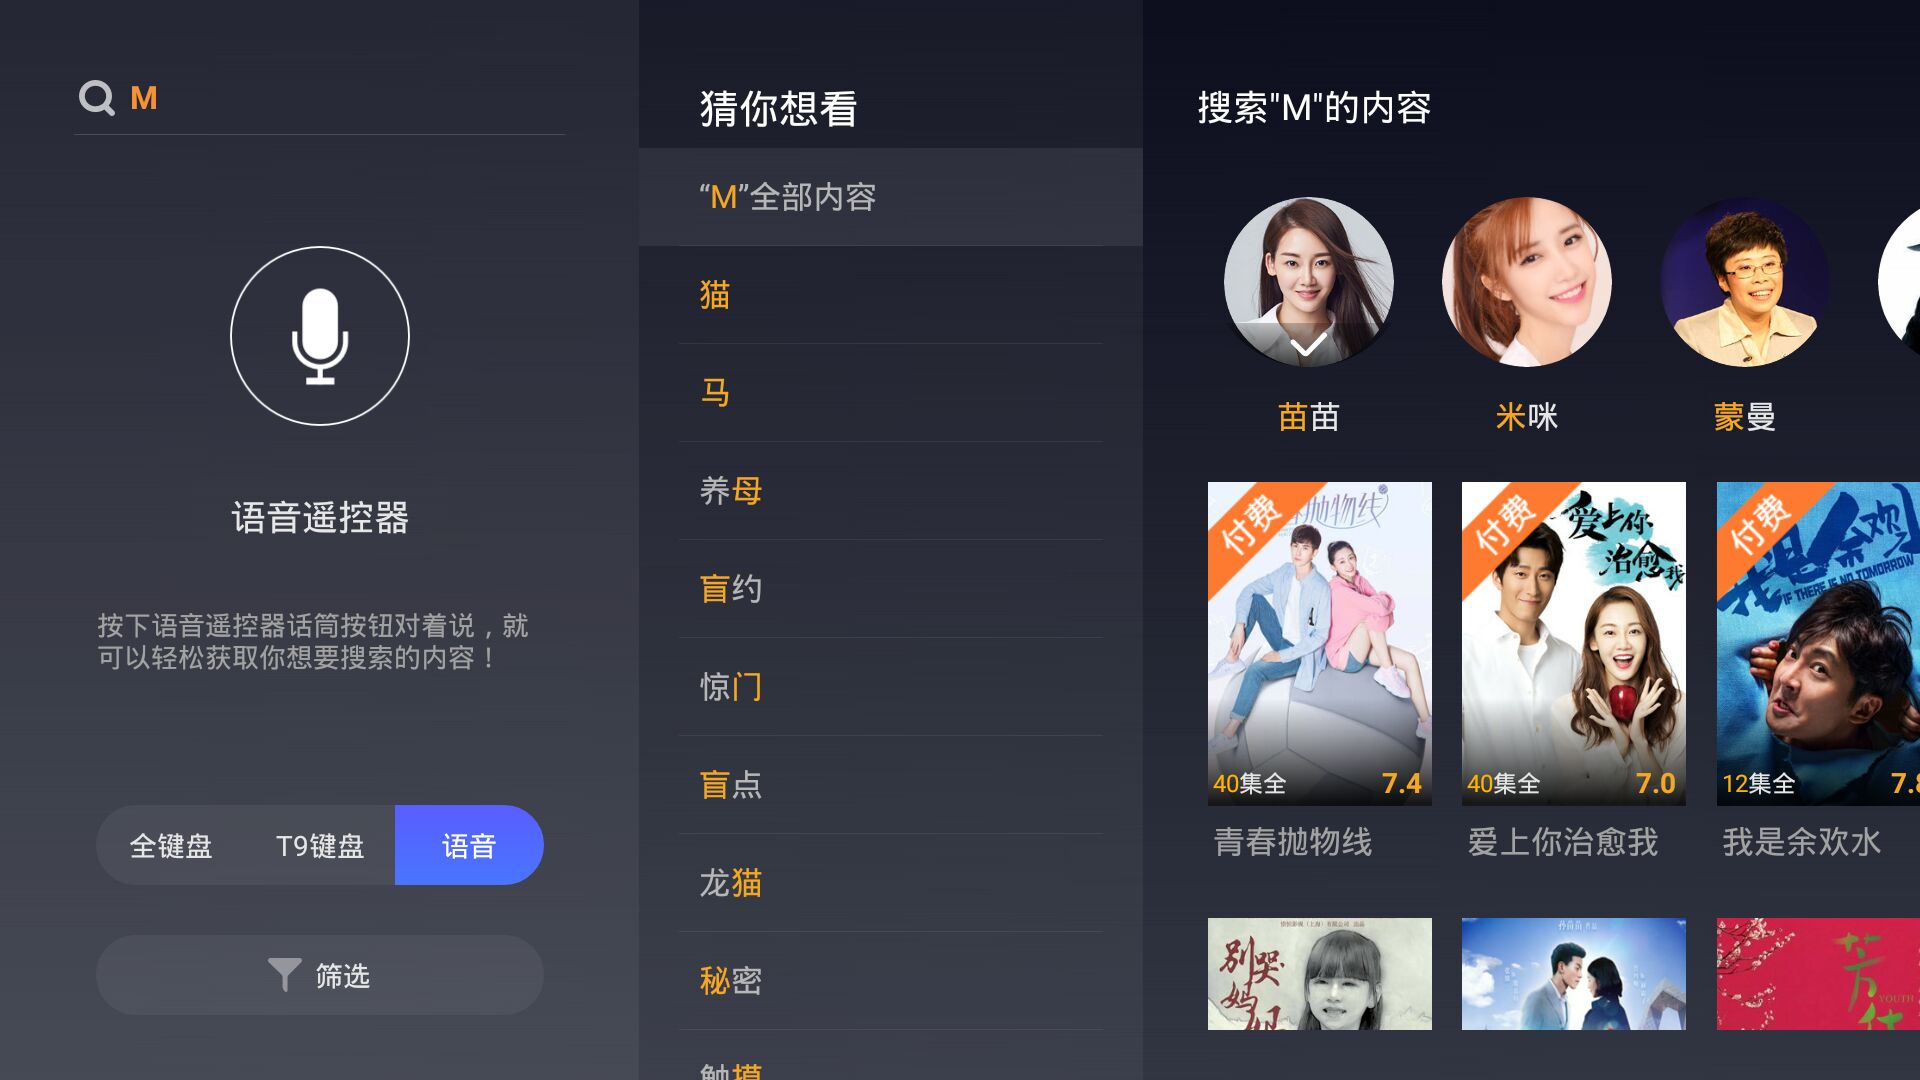 M
语音遥控器
按下语音遥控器话筒按钮对着说，就
可以轻松获取你想要搜索的内容！
全键盘
T9键盘
语音
筛选
猜你想看
“M”全部内容
猫
马
养母
盲约
惊门
盲点
龙猫
秘密
触摸
搜索"M"的内容
苗苗
米咪
蒙曼
付费
抛物线
40集全
7.4
青春抛物线
付费
爱上你
治愈我
40集全
7.0
爱上你治愈我
付费
我是余欢
IF THERE IS NO TOMORROW
12集全
7.8
我是余欢水
别哭
妈妈
孙苗苗
芳
YOUTH